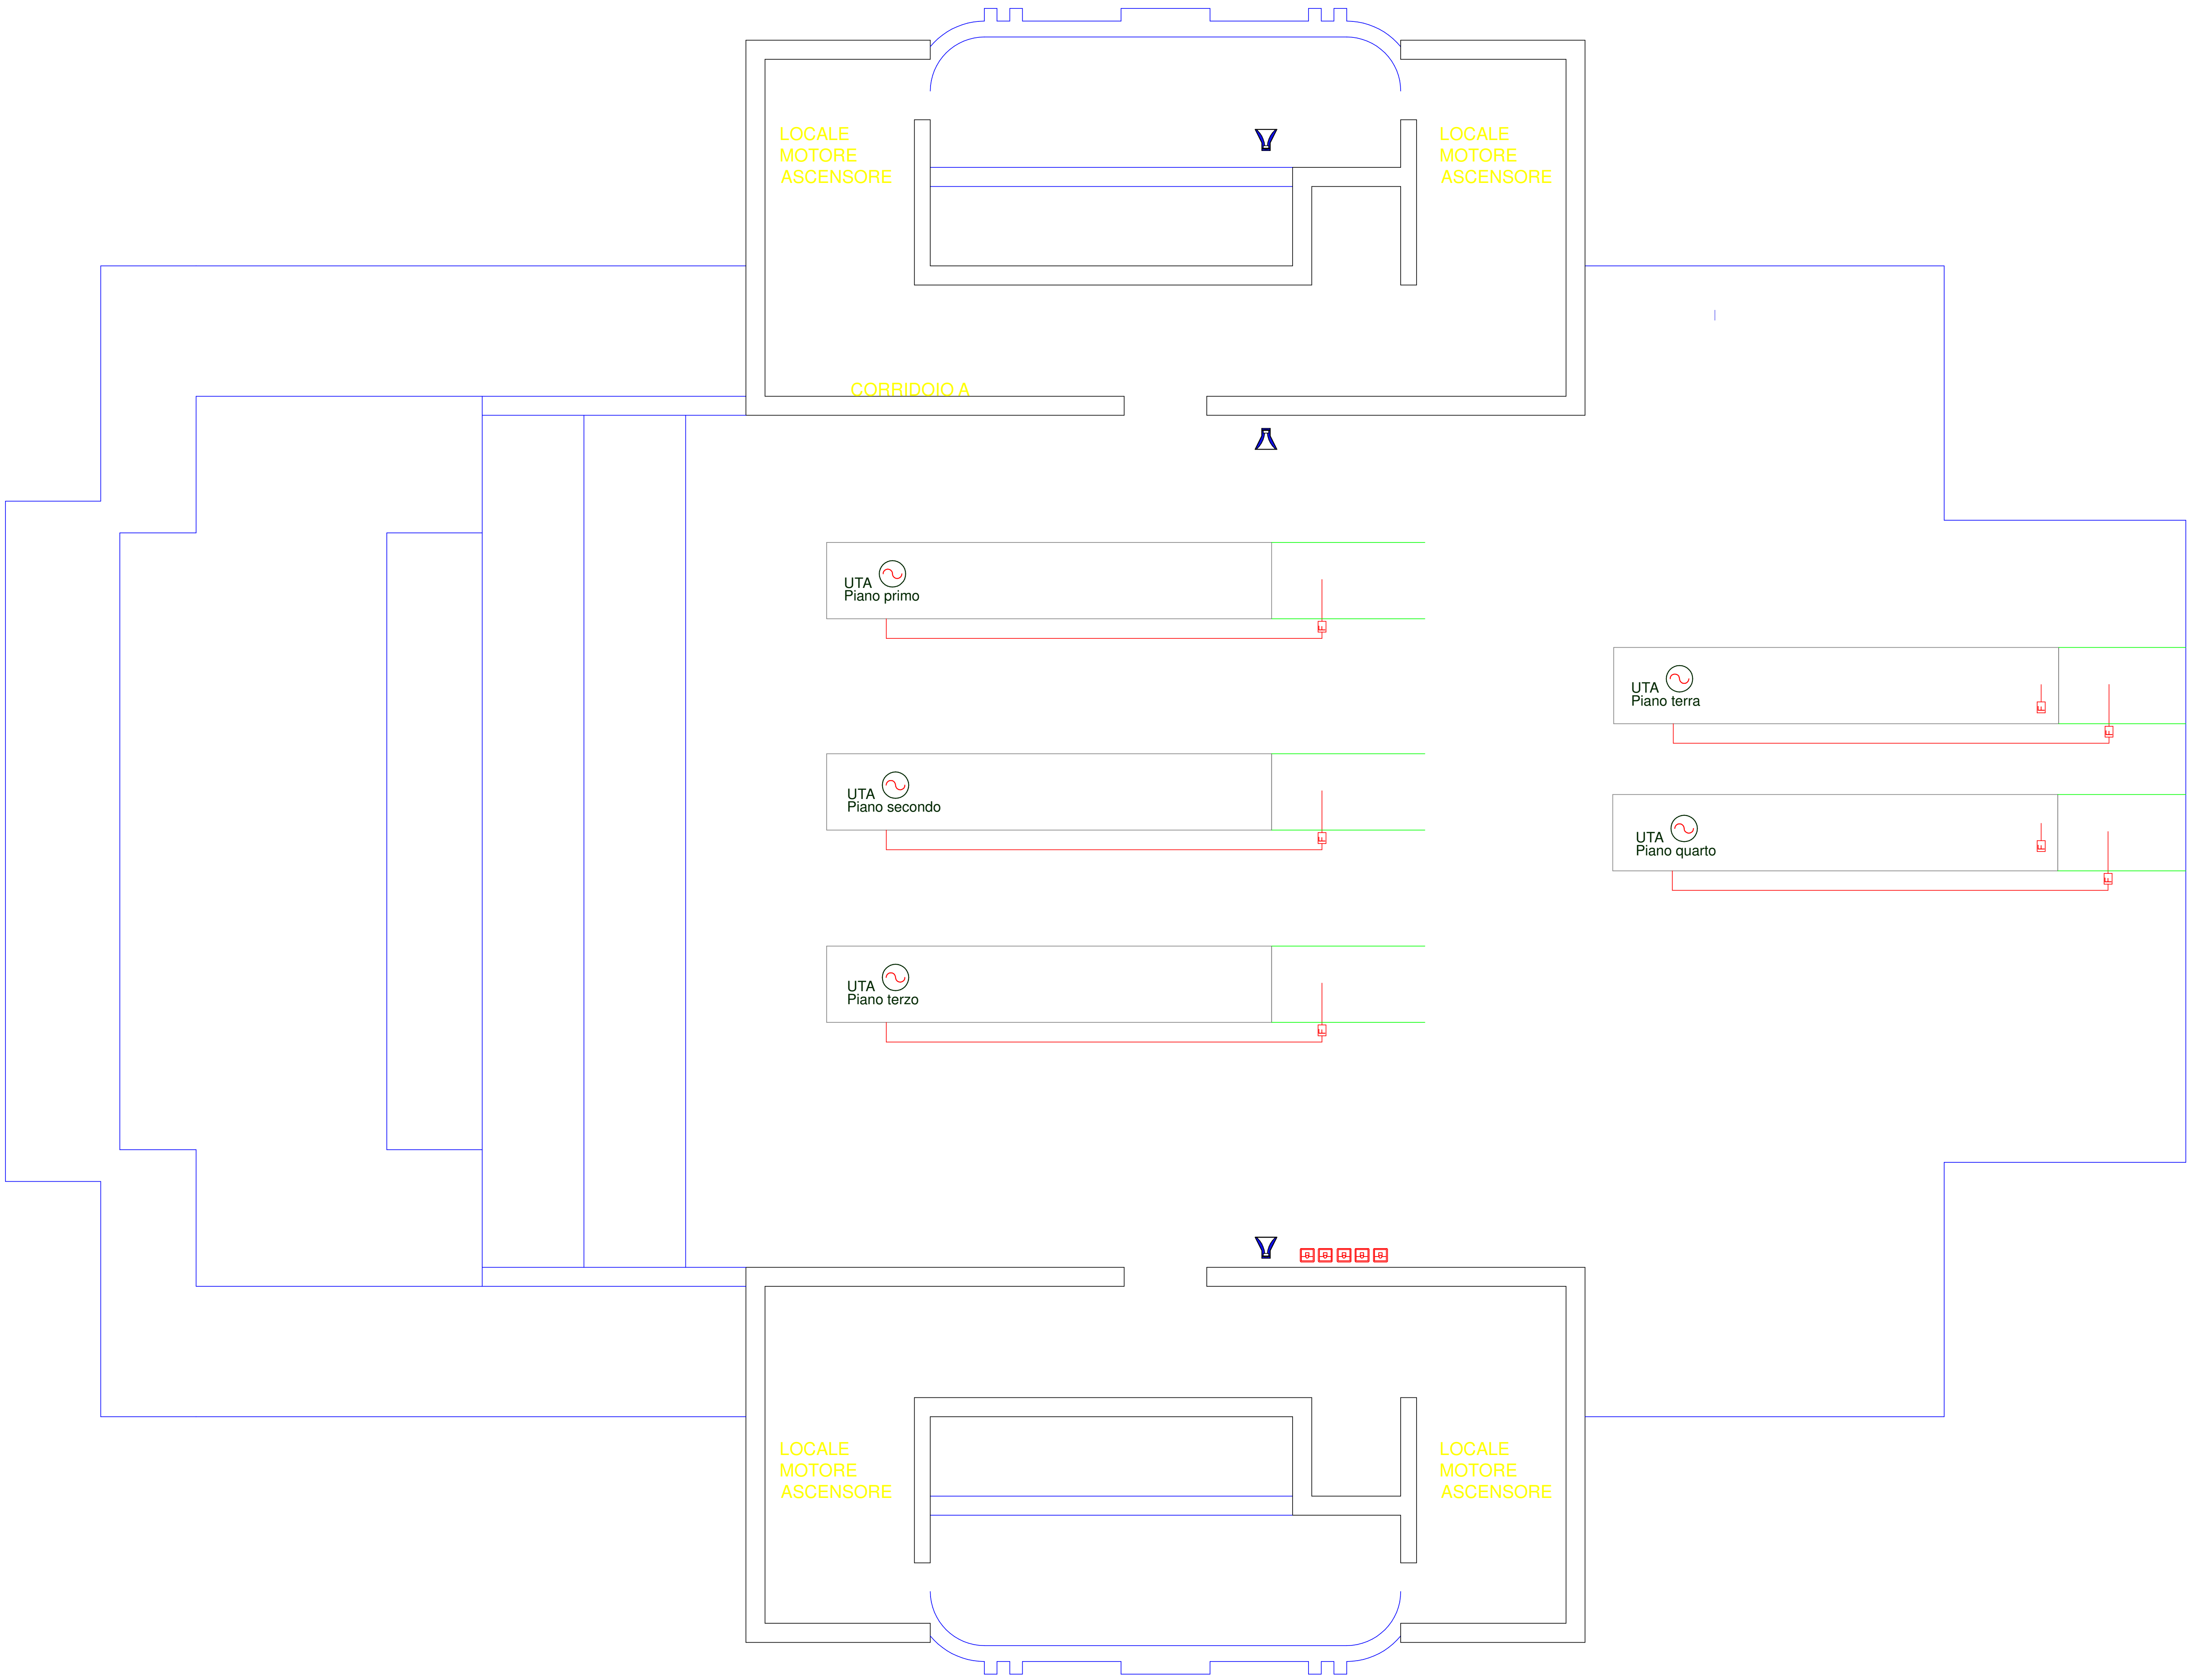 LOCALE
MOTORE
ASCENSORE
LOCALE
MOTORE
ASCENSORE
CORRIDOIO A
UTA
Piano primo
UTA
Piano terra
UTA
Piano secondo
UTA
Piano quarto
UTA
Piano terzo
LOCALE
MOTORE
ASCENSORE
LOCALE
MOTORE
ASCENSORE